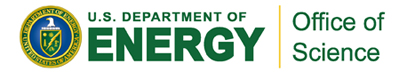 U.S. DEPARTMENT OF
ENERGY
Office of
Science